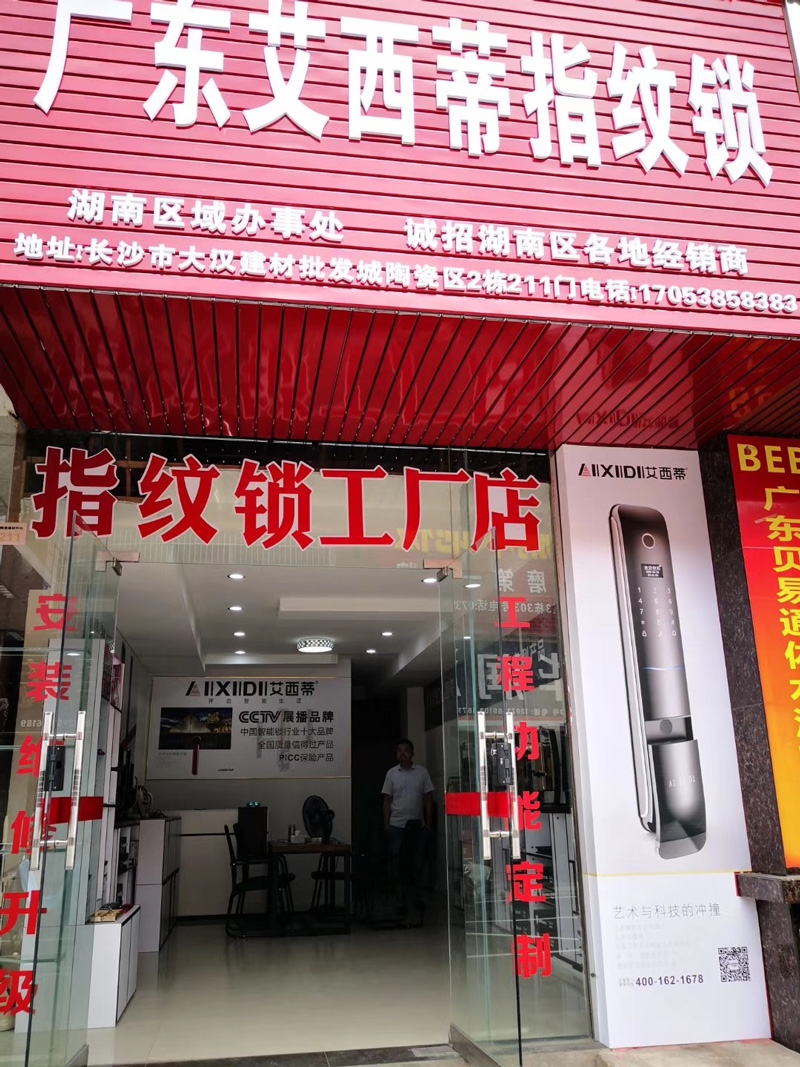 广东艾西蒂指纹锁
湖南区域办事处 诚招湖南区各地经销商
地址:长沙市大汉建材批发城陶瓷区2栋211门电话:17053858383
指纹锁工厂店
安装维修升级
工程功能定制
AIXIDI艾西蒂
CCTV展播品牌
中国智能锁行业十大品牌
全国质量信得过产品
PICC保险产品
AIXIDI艾西蒂
艺术与科技的冲撞
400-162-1678
BEE
广东贝易通体
211